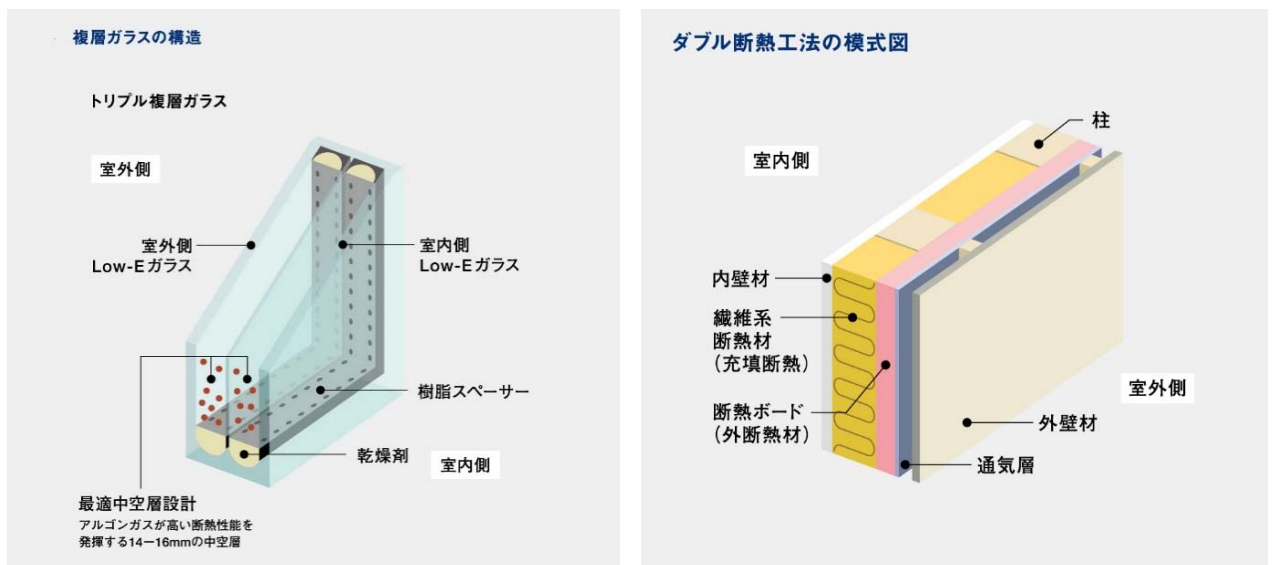 複層ガラスの構造
トリプル複層ガラス
室外側
室外側
Low-Eガラス
室内側
Low-Eガラス
樹脂スペーサー
乾燥剤
室内側
最適中空層設計
アルゴンガスが高い断熱性能を
発揮する14ー16mmの中空層
ダブル断熱工法の模式図
柱
室内側
内壁材
繊維系
断熱材
(充填断熱)
断熱ボード
(外断熱材)
室外側
外壁材
通気層